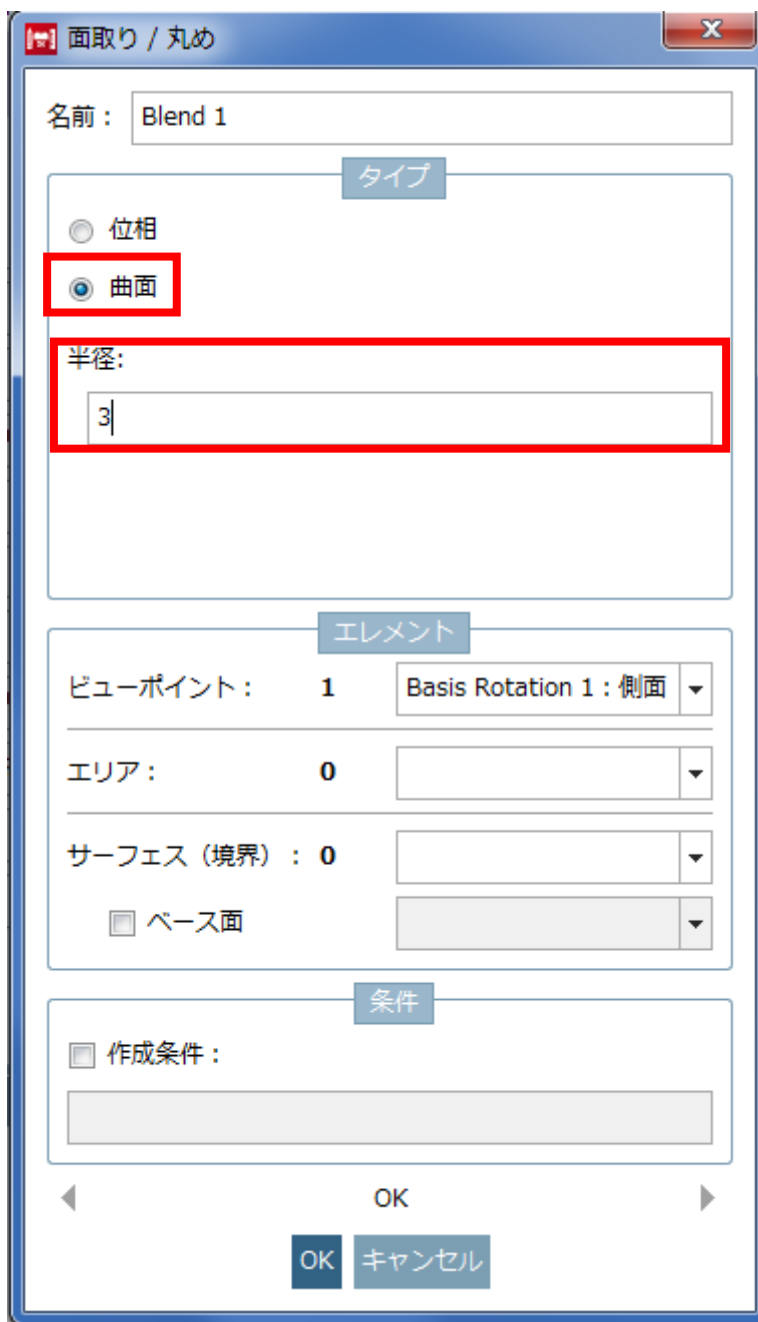 面取り / 丸め
名前： Blend 1
タイプ
位相
曲面
半径:
3
エレメント
ビューポイント： 1 Basis Rotation 1：側面
エリア： 0
サーフェス（境界）：0
ベース面
条件
作成条件：
OK
OK キャンセル